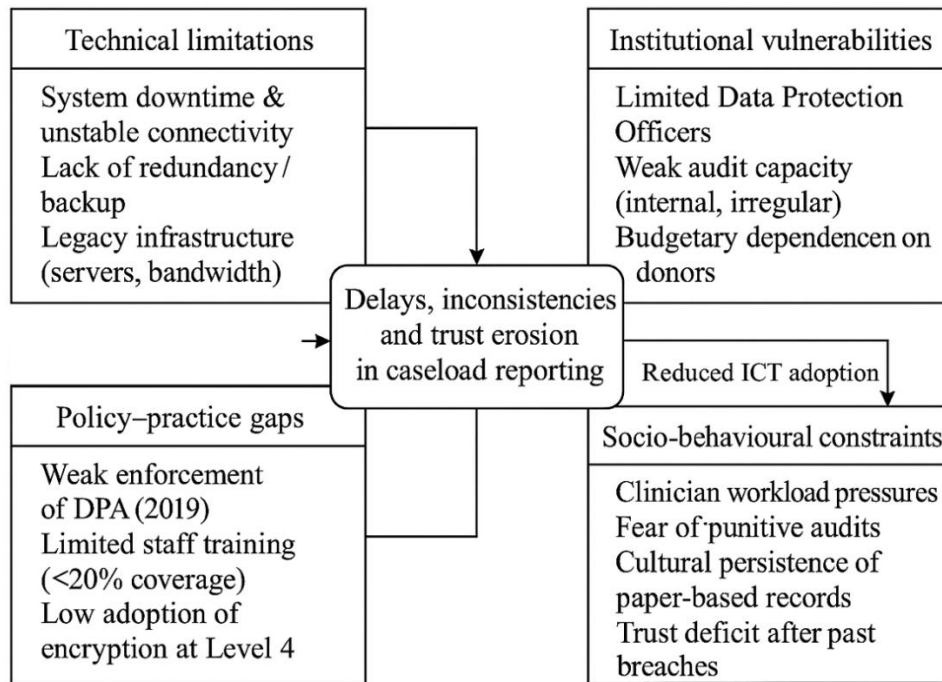 Technical limitations
System downtime &
unstable connectivity
Lack of redundancy/
backup
Legacy infrastructure
(servers, bandwidth)
Institutional vulnerabilities
Limited Data Protection
Officers
Weak audit capacity
(internal, irregular)
Budgetary dependencen on
donors
Delays, inconsistencies
and trust erosion
in caseload reporting
Reduced ICT adoption
Policy–practice gaps
Weak enforcement
of DPA (2019)
Limited staff training
(<20% coverage)
Low adoption of
encryption at Level 4
Socio-behavioural constraints
Clinician workload pressures
Fear of punitive audits
Cultural persistence of
paper-based records
Trust deficit after past
breaches